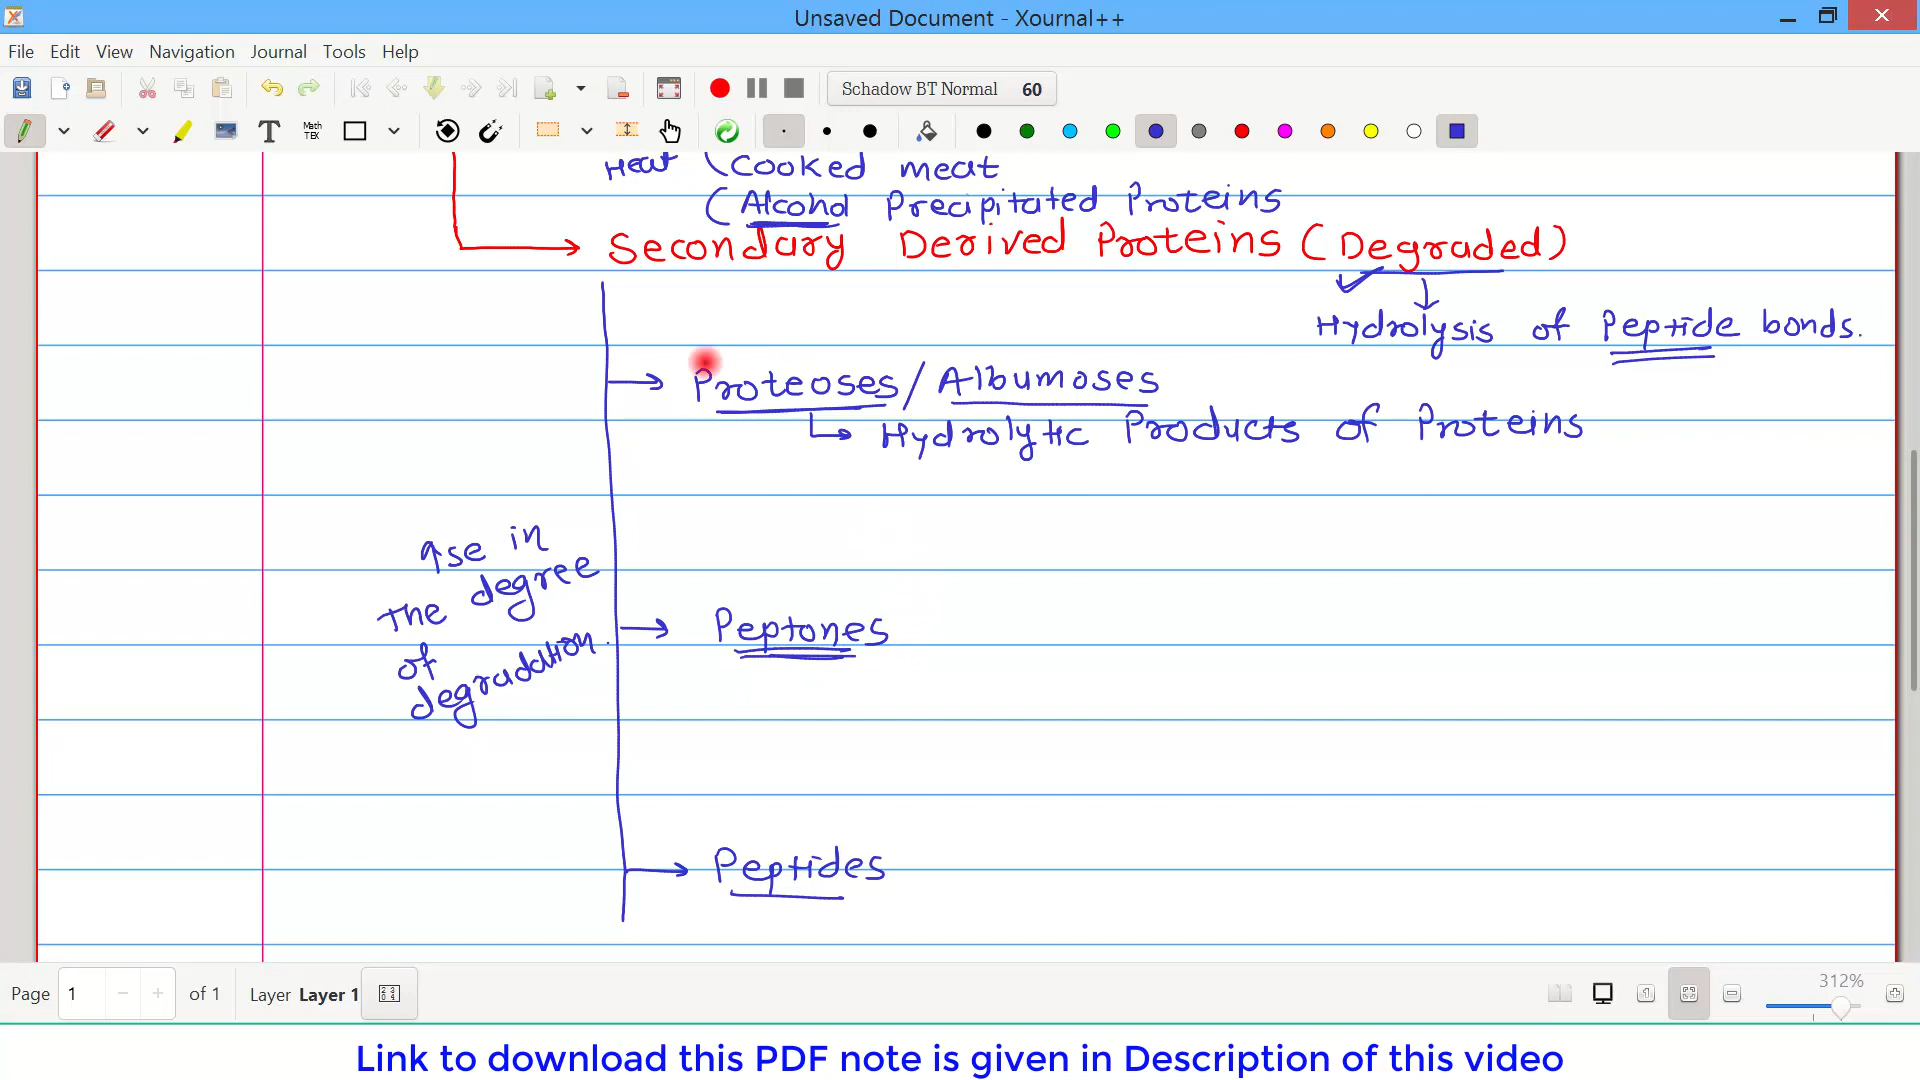 Unsaved Document - Xournal++
File Edit View Navigation Journal Tools Help
Schadow BT Normal 60
Math TEX
Heat (Cooked meat
(Alcohol Precipitated Proteins
Secondary Derived Proteins (Degraded)
Hydrolysis of Peptide bonds.
Proteoses / Albumoses
Hydrolytic Products of Proteins
↑se in
the degree
of
degradation.
Peptones
Peptides
Page 1 of 1 Layer Layer 1
312%
Link to download this PDF note is given in Description of this video